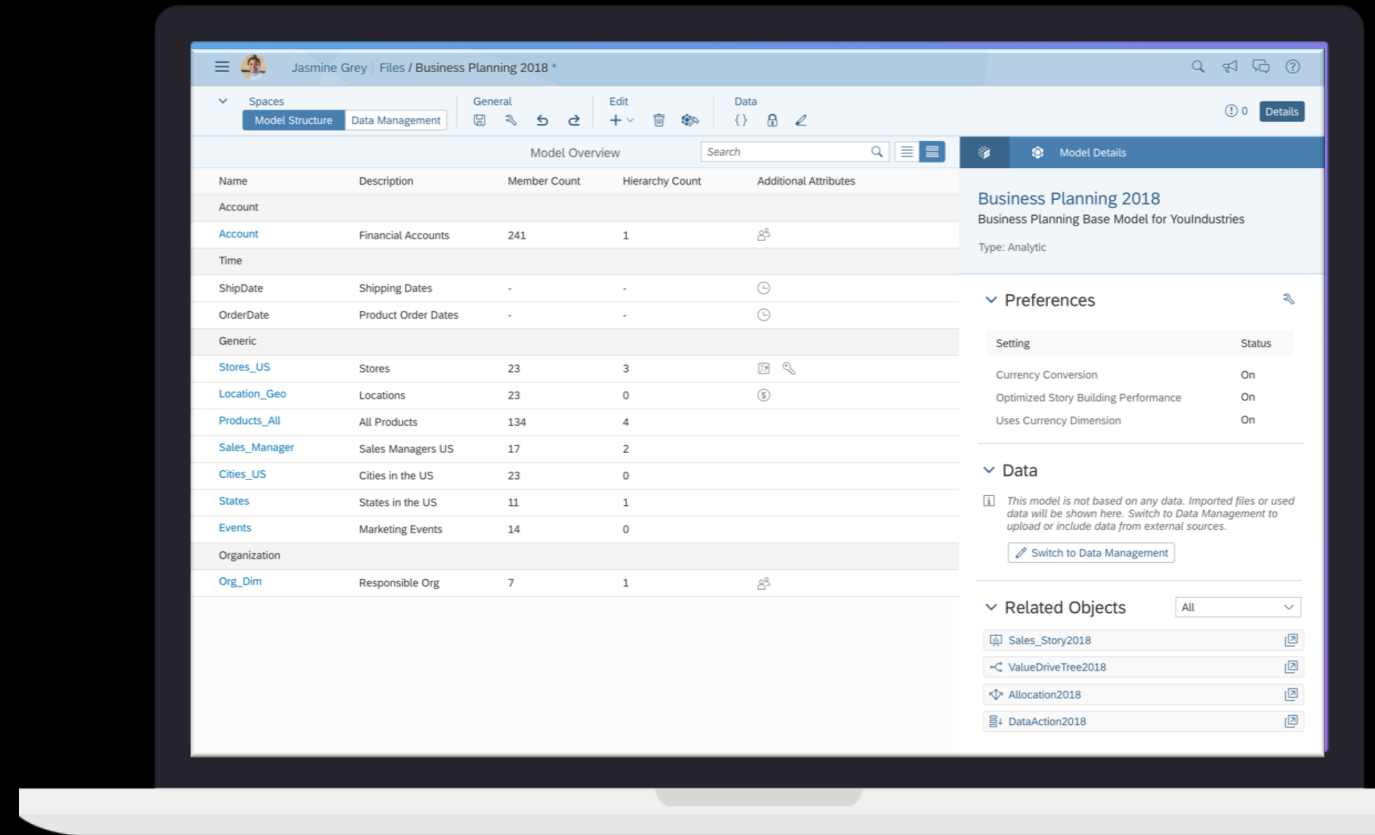 Jasmine Grey Files / Business Planning 2018 *
Spaces General Edit Data
Model Structure Data Management
0 Details
Model Overview Search
Model Details
Name Description Member Count Hierarchy Count Additional Attributes
Account
Account Financial Accounts 241 1
Time
ShipDate Shipping Dates - -
OrderDate Product Order Dates - -
Generic
Stores_US Stores 23 3
Location_Geo Locations 23 0
Products_All All Products 134 4
Sales_Manager Sales Managers US 17 2
Cities_US Cities in the US 23 0
States States in the US 11 1
Events Marketing Events 14 0
Organization
Org_Dim Responsible Org 7 1
Business Planning 2018
Business Planning Base Model for YouIndustries
Type: Analytic
Preferences
Setting Status
Currency Conversion On
Optimized Story Building Performance On
Uses Currency Dimension On
Data
This model is not based on any data. Imported files or used
data will be shown here. Switch to Data Management to
upload or include data from external sources.
Switch to Data Management
Related Objects All
Sales_Story2018
ValueDriveTree2018
Allocation2018
DataAction2018